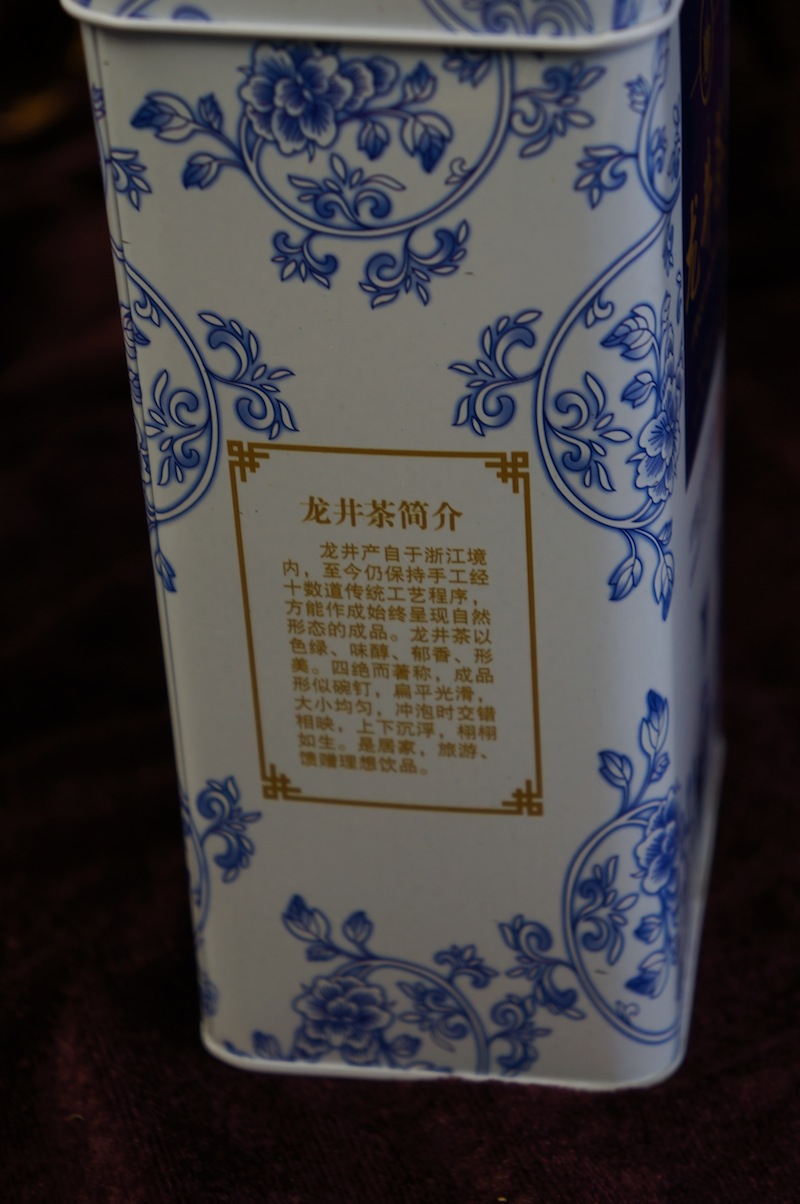 龙井茶简介
龙井产自于浙江境
内，至今仍保持手工经
十数道传统工艺程序，
方能作成始终呈现自然
形态的成品。龙井茶以
色绿、味醇、郁香、形
美。四绝而著称，成品
形似碗钉，扁平光滑，
大小均匀，冲泡时交错
相映，上下沉浮，栩栩
如生。是居家，旅游、
馈赠理想饮品。
龙井茶